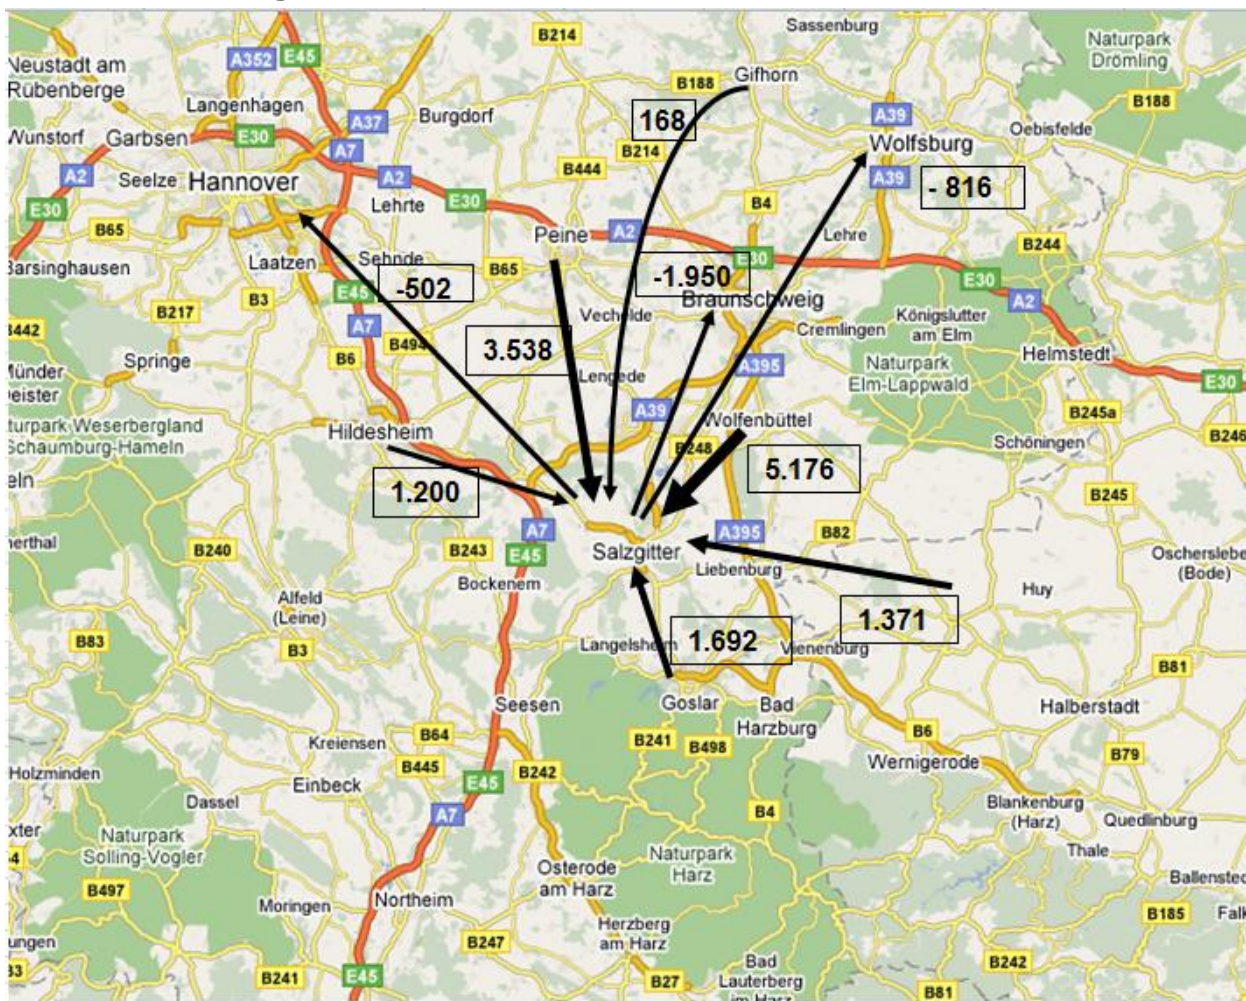 Sassenburg
B214
Naturpark
Drömling
A352
E45
Neustadt am
Rübenberge
Gifhorn
B188
B188
Langenhagen
Burgdorf
168
A39
A37
Wunstorf
Garbsen
E30
Oebisfelde
Wolfsburg
A7
B214
B444
A2
Seelze
Hannover
A2
A39
- 816
Lehrte
E30
E30
B4
B65
Peine
A2
Lehre
B244
Laatzen
Sehnde
B65
E30
Barsinghausen
-1.950
E30
E45
-502
B3
Braunschweig
A2
B217
Vechelde
Königslutter
am Elm
B442
A7
Cremlingen
B494
3.538
Springe
B6
Helmstedt
A395
Naturpark
Elm-Lappwald
Lengede
E30
A39
B245a
Wolfenbüttel
Hildesheim
B246
B248
Schöningen
5.176
1.200
B245
A7
A395
B82
B240
B243
E45
Salzgitter
Liebenburg
Oschersleben
(Bode)
Bockenem
Huy
Alfeld
(Leine)
1.371
B83
1.692
B3
Langelsheim
Vienenburg
B81
Seesen
Goslar
Bad
Harzburg
Halberstadt
B64
B241
B498
B6
Kreiensen
B79
Holzminden
B445
B242
Wernigerode
E45
Einbeck
Dassel
A7
B4
Blankenburg
(Harz)
Quedlinburg
Naturpark
Solling-Vogler
Naturpark
Harz
Thale
Osterode
am Harz
B497
Northeim
Moringen
B185
Herzberg
am Harz
B247
Bad
Lauterberg
im Harz
B242
B241
E45
B27
B81